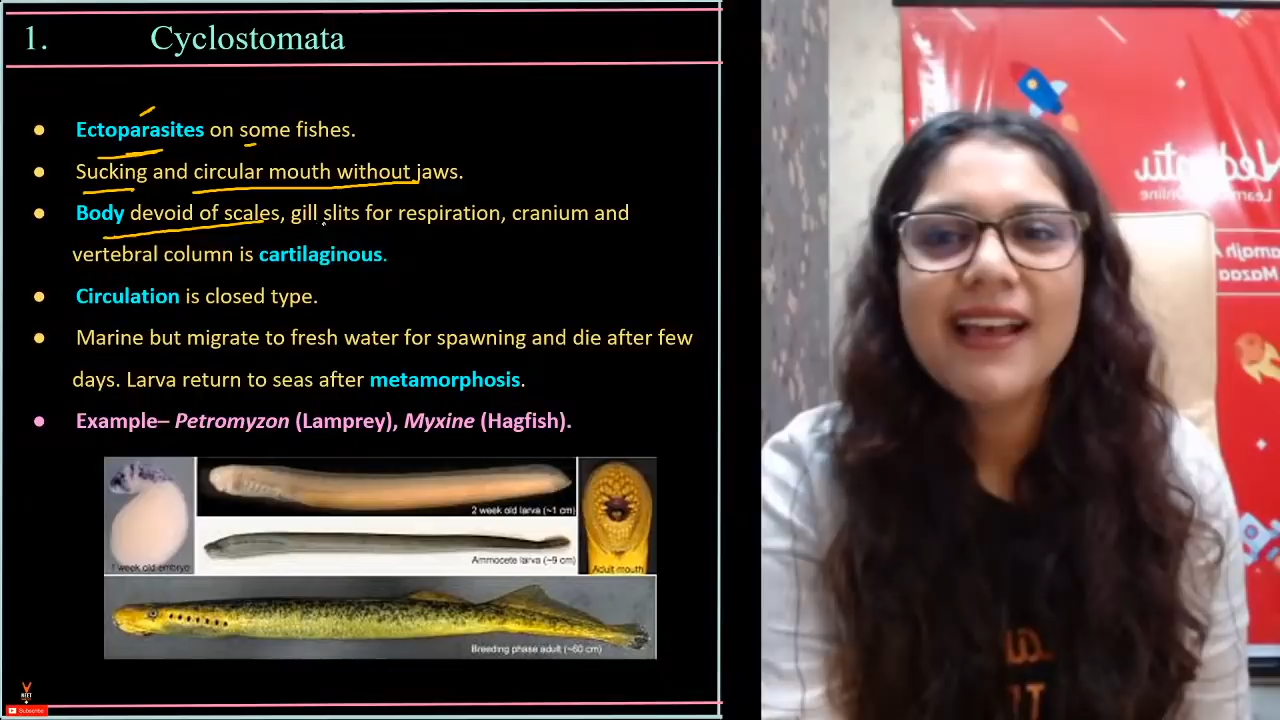 1. Cyclostomata
● Ectoparasites on some fishes.
● Sucking and circular mouth without jaws.
● Body devoid of scales, gill slits for respiration, cranium and
vertebral column is cartilaginous.
● Circulation is closed type.
● Marine but migrate to fresh water for spawning and die after few
days. Larva return to seas after metamorphosis.
● Example– Petromyzon (Lamprey), Myxine (Hagfish).
1 week old embryo
2 week old larva (~1 cm)
Ammocete larva (~9 cm)
Adult mouth
Breeding phase adult (~60 cm)
NEET
Subscribe